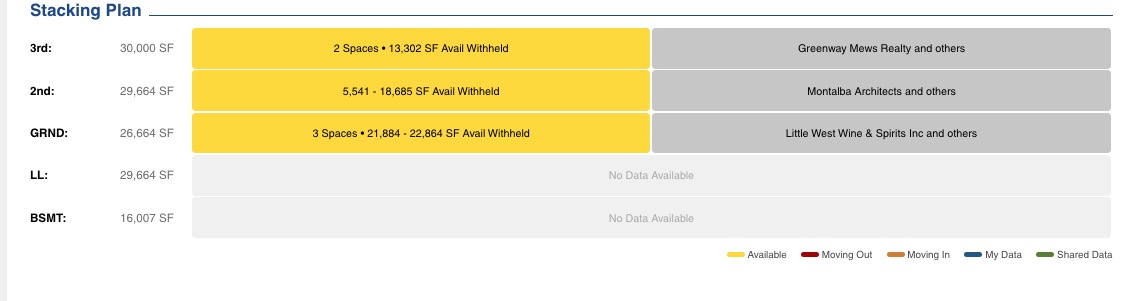 Stacking Plan
3rd: 30,000 SF 2 Spaces • 13,302 SF Avail Withheld Greenway Mews Realty and others
2nd: 29,664 SF 5,541 - 18,685 SF Avail Withheld Montalba Architects and others
GRND: 26,664 SF 3 Spaces • 21,884 - 22,864 SF Avail Withheld Little West Wine & Spirits Inc and others
LL: 29,664 SF No Data Available
BSMT: 16,007 SF No Data Available
Available Moving Out Moving In My Data Shared Data